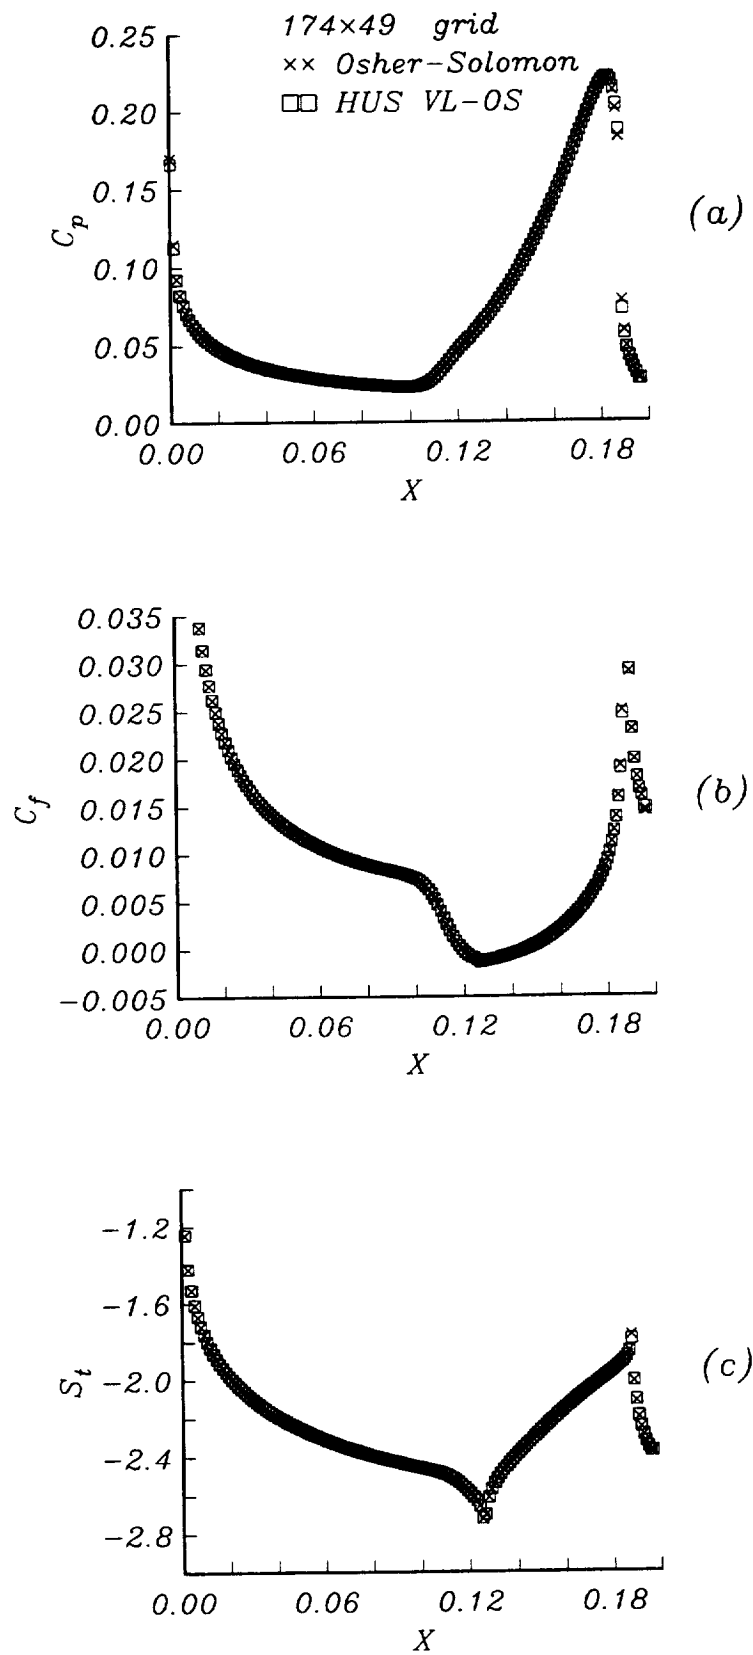 174×49 grid
×× Osher-Solomon
□□ HUS VL-OS
0.25
0.20
0.15
0.10
0.05
0.00
C_p
0.00 0.06 0.12 0.18
X
(a)
0.035
0.030
0.025
0.020
0.015
0.010
0.005
0.000
-0.005
C_f
0.00 0.06 0.12 0.18
X
(b)
-1.2
-1.6
-2.0
-2.4
-2.8
S_t
0.00 0.06 0.12 0.18
X
(c)